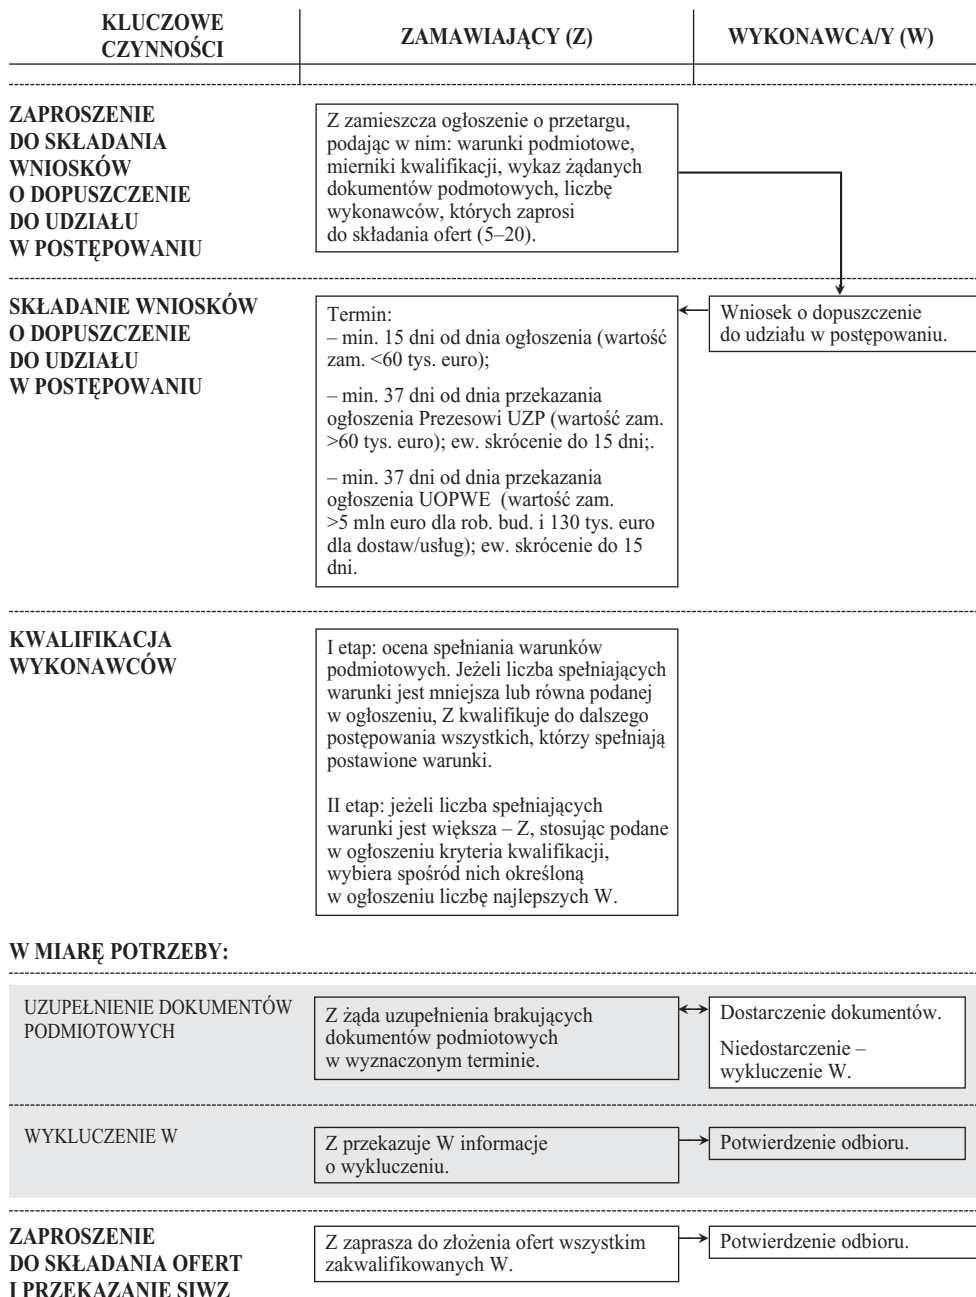 KLUCZOWE
CZYNNOŚCI
ZAMAWIAJĄCY (Z)
WYKONAWCA/Y (W)
ZAPROSZENIE
DO SKŁADANIA
WNIOSKÓW
O DOPUSZCZENIE
DO UDZIAŁU
W POSTĘPOWANIU
Z zamieszcza ogłoszenie o przetargu,
podając w nim: warunki podmiotowe,
mierniki kwalifikacji, wykaz żądanych
dokumentów podmotowych, liczbę
wykonawców, których zaprosi
do składania ofert (5–20).
SKŁADANIE WNIOSKÓW
O DOPUSZCZENIE
DO UDZIAŁU
W POSTĘPOWANIU
Termin:
– min. 15 dni od dnia ogłoszenia (wartość
zam. <60 tys. euro);
– min. 37 dni od dnia przekazania
ogłoszenia Prezesowi UZP (wartość zam.
>60 tys. euro); ew. skrócenie do 15 dni;.
– min. 37 dni od dnia przekazania
ogłoszenia UOPWE (wartość zam.
>5 mln euro dla rob. bud. i 130 tys. euro
dla dostaw/usług); ew. skrócenie do 15
dni.
Wniosek o dopuszczenie
do udziału w postępowaniu.
KWALIFIKACJA
WYKONAWCÓW
I etap: ocena spełniania warunków
podmiotowych. Jeżeli liczba spełniających
warunki jest mniejsza lub równa podanej
w ogłoszeniu, Z kwalifikuje do dalszego
postępowania wszystkich, którzy spełniają
postawione warunki.
II etap: jeżeli liczba spełniających
warunki jest większa – Z, stosując podane
w ogłoszeniu kryteria kwalifikacji,
wybiera spośród nich określoną
w ogłoszeniu liczbę najlepszych W.
W MIARĘ POTRZEBY:
UZUPEŁNIENIE DOKUMENTÓW
PODMIOTOWYCH
Z żąda uzupełnienia brakujących
dokumentów podmiotowych
w wyznaczonym terminie.
Dostarczenie dokumentów.
Niedostarczenie –
wykluczenie W.
WYKLUCZENIE W
Z przekazuje W informacje
o wykluczeniu.
Potwierdzenie odbioru.
ZAPROSZENIE
DO SKŁADANIA OFERT
I PRZEKAZANIE SIWZ
Z zaprasza do złożenia ofert wszystkim
zakwalifikowanych W.
Potwierdzenie odbioru.